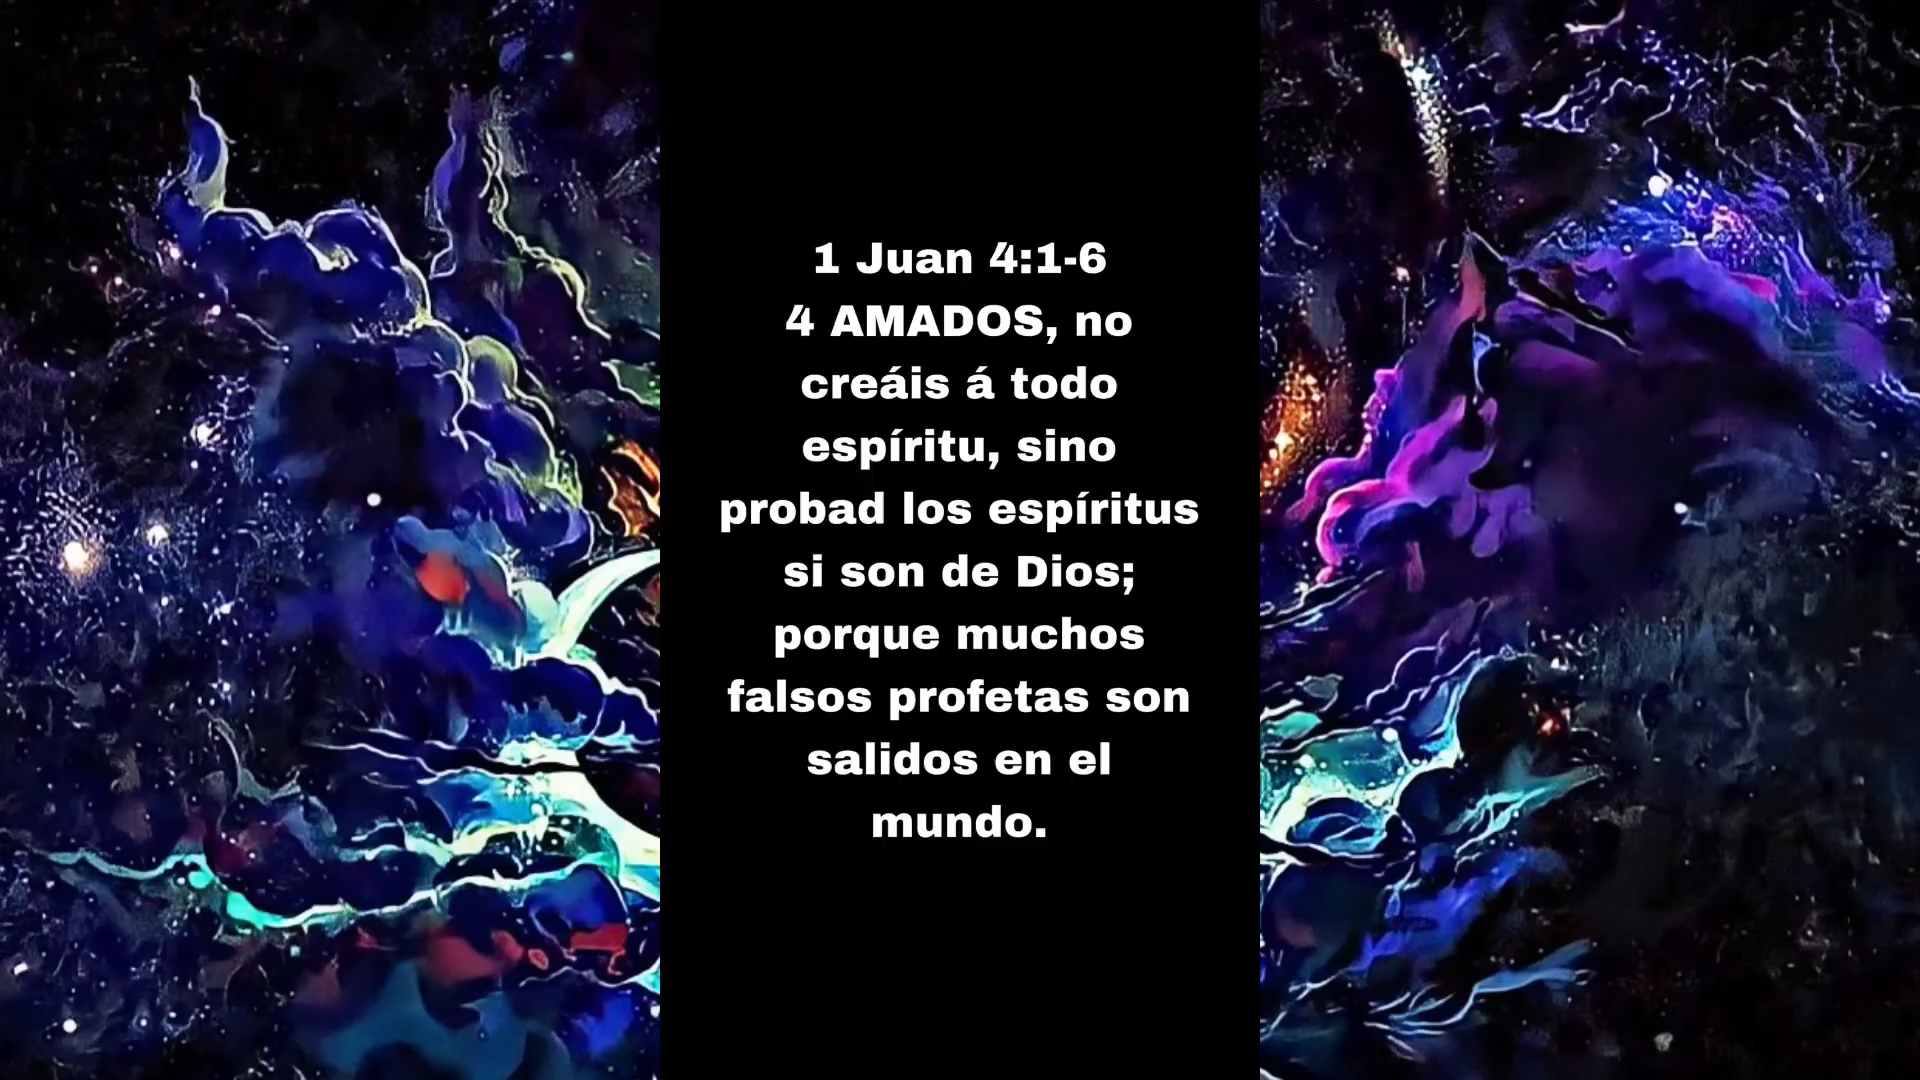 1 Juan 4:1-6
4 AMADOS, no
creáis á todo
espíritu, sino
probad los espíritus
si son de Dios;
porque muchos
falsos profetas son
salidos en el
mundo.